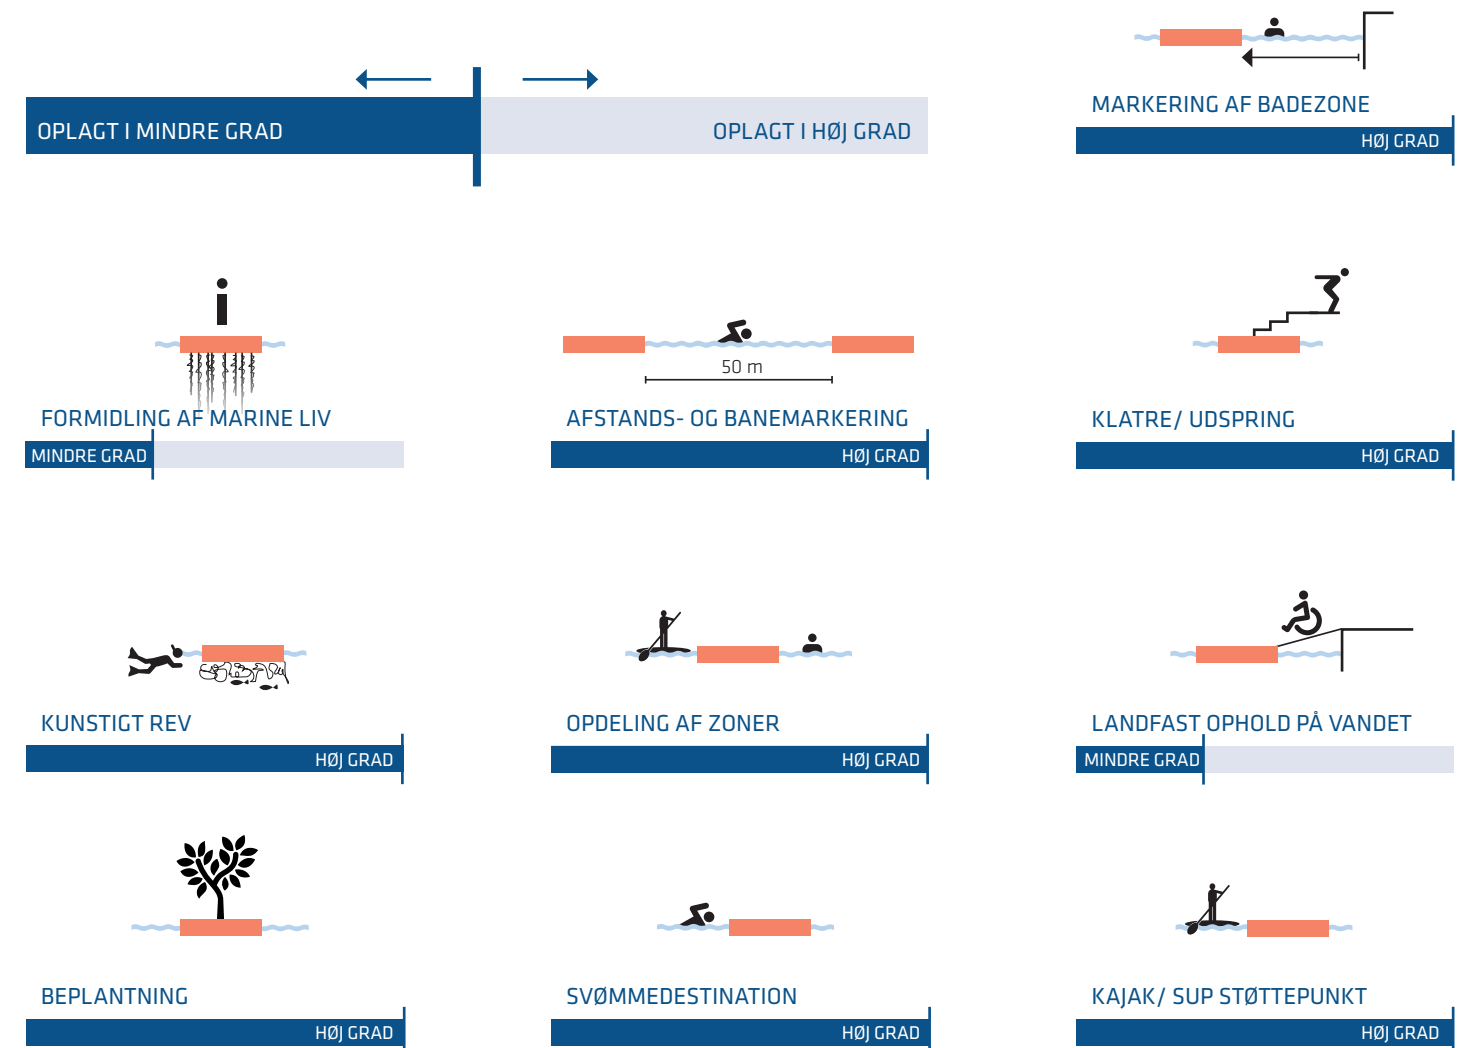 OPLAGT I MINDRE GRAD
OPLAGT I HØJ GRAD
MARKERING AF BADEZONE
HØJ GRAD
FORMIDLING AF MARINE LIV
MINDRE GRAD
50 m
AFSTANDS- OG BANEMARKERING
HØJ GRAD
KLATRE/ UDSPRING
HØJ GRAD
KUNSTIGT REV
HØJ GRAD
OPDELING AF ZONER
HØJ GRAD
LANDFAST OPHOLD PÅ VANDET
MINDRE GRAD
BEPLANTNING
HØJ GRAD
SVØMMEDESTINATION
HØJ GRAD
KAJAK/ SUP STØTTEPUNKT
HØJ GRAD